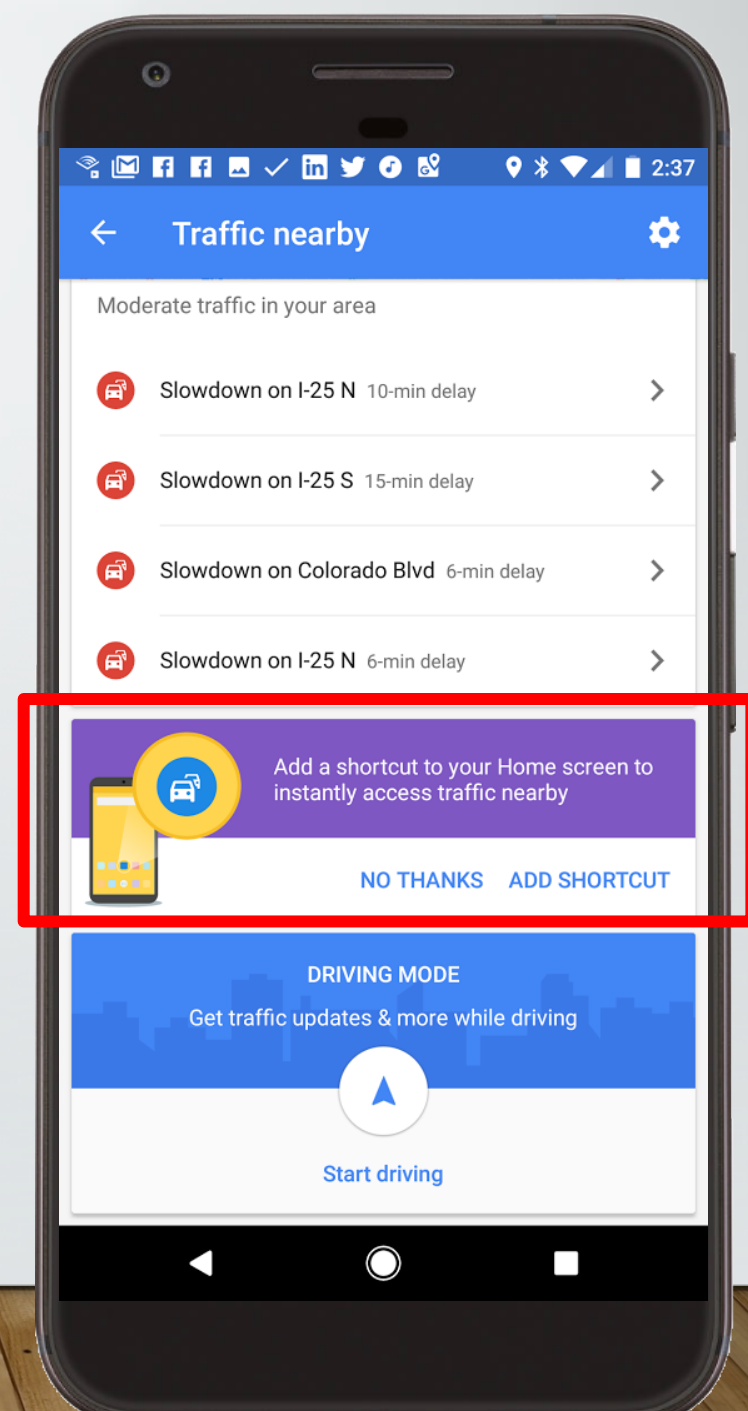 2:37
Traffic nearby
Moderate traffic in your area
Slowdown on I-25 N 10-min delay
Slowdown on I-25 S 15-min delay
Slowdown on Colorado Blvd 6-min delay
Slowdown on I-25 N 6-min delay
Add a shortcut to your Home screen to
instantly access traffic nearby
NO THANKS ADD SHORTCUT
DRIVING MODE
Get traffic updates & more while driving
Start driving